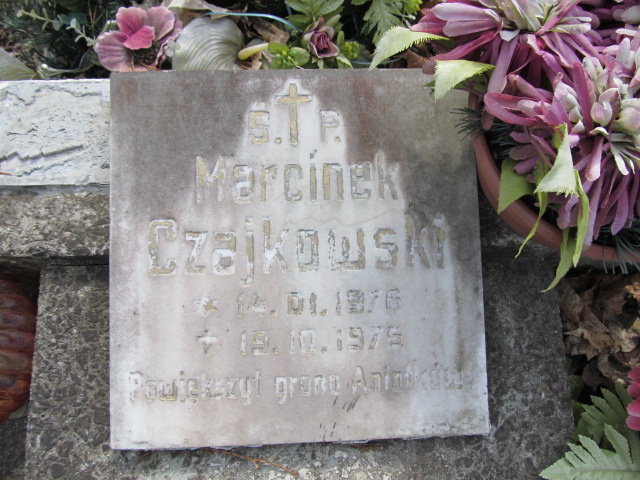 Ś. P.
Marcinek
Czajkowski
* 14.01.1976
+ 19.10.1975
Powiększył grono Aniołków